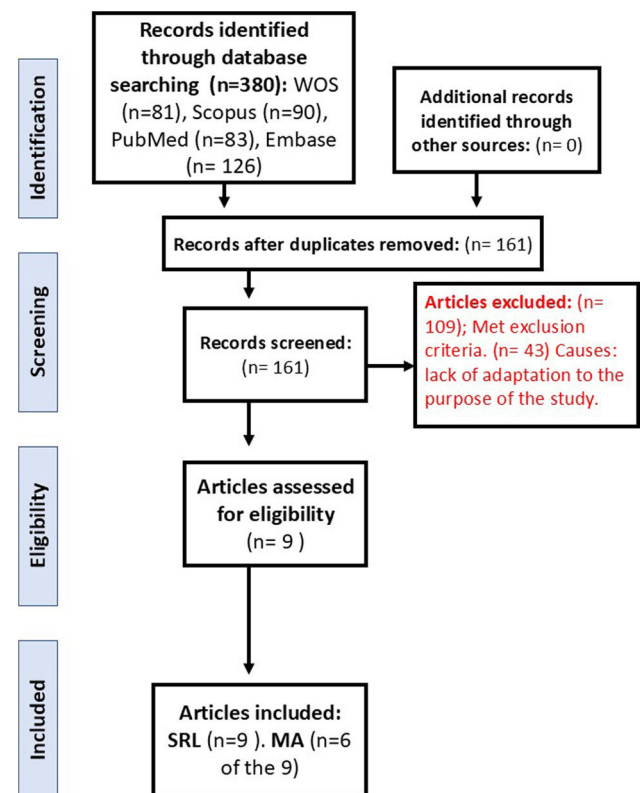 Identification
Records identified
through database
searching (n=380): WOS
(n=81), Scopus (n=90),
PubMed (n=83), Embase
(n= 126)
Additional records
identified through
other sources: (n= 0)
Records after duplicates removed: (n= 161)
Screening
Records screened:
(n= 161)
Articles excluded: (n=
109); Met exclusion
criteria. (n= 43) Causes:
lack of adaptation to the
purpose of the study.
Eligibility
Articles assessed
for eligibility
(n= 9 )
Included
Articles included:
SRL (n=9 ). MA (n=6
of the 9)